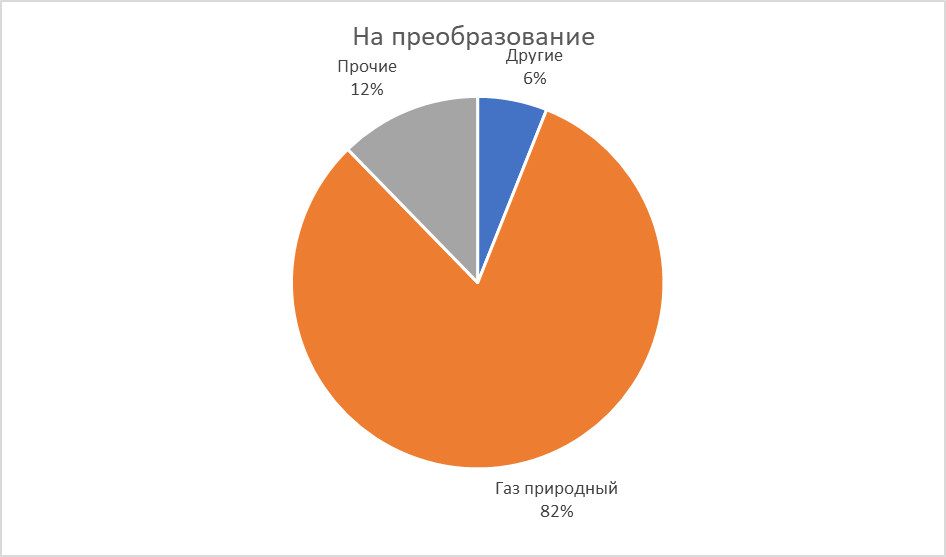 На преобразование
Другие
6%
Прочие
12%
Газ природный
82%